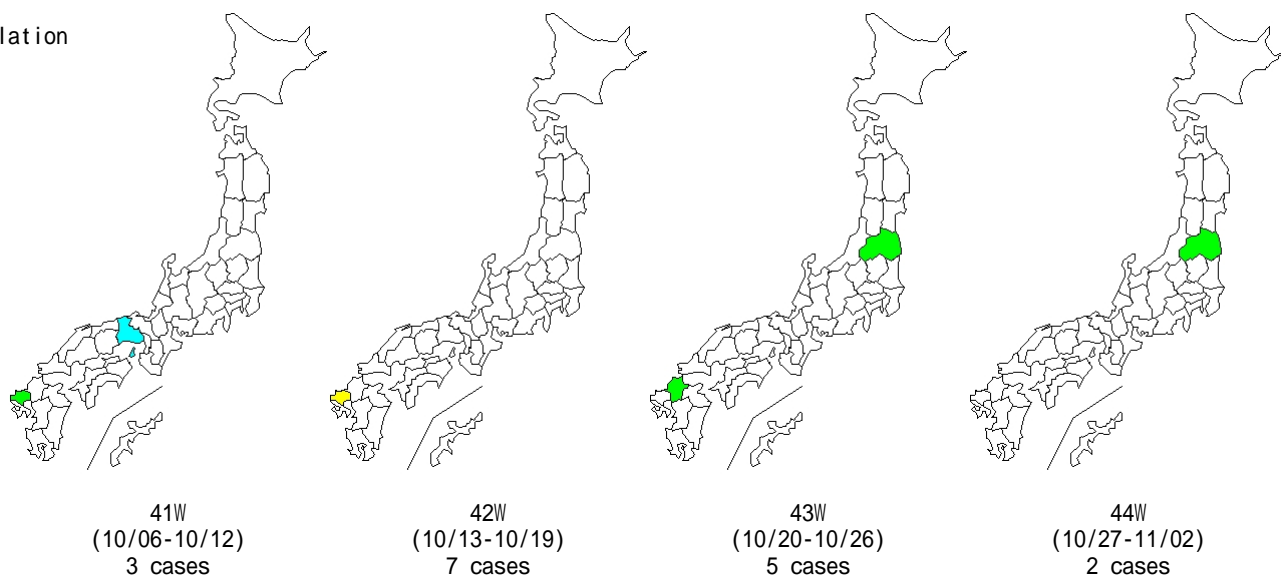 lation
41W
(10/06-10/12)
3 cases
42W
(10/13-10/19)
7 cases
43W
(10/20-10/26)
5 cases
44W
(10/27-11/02)
2 cases